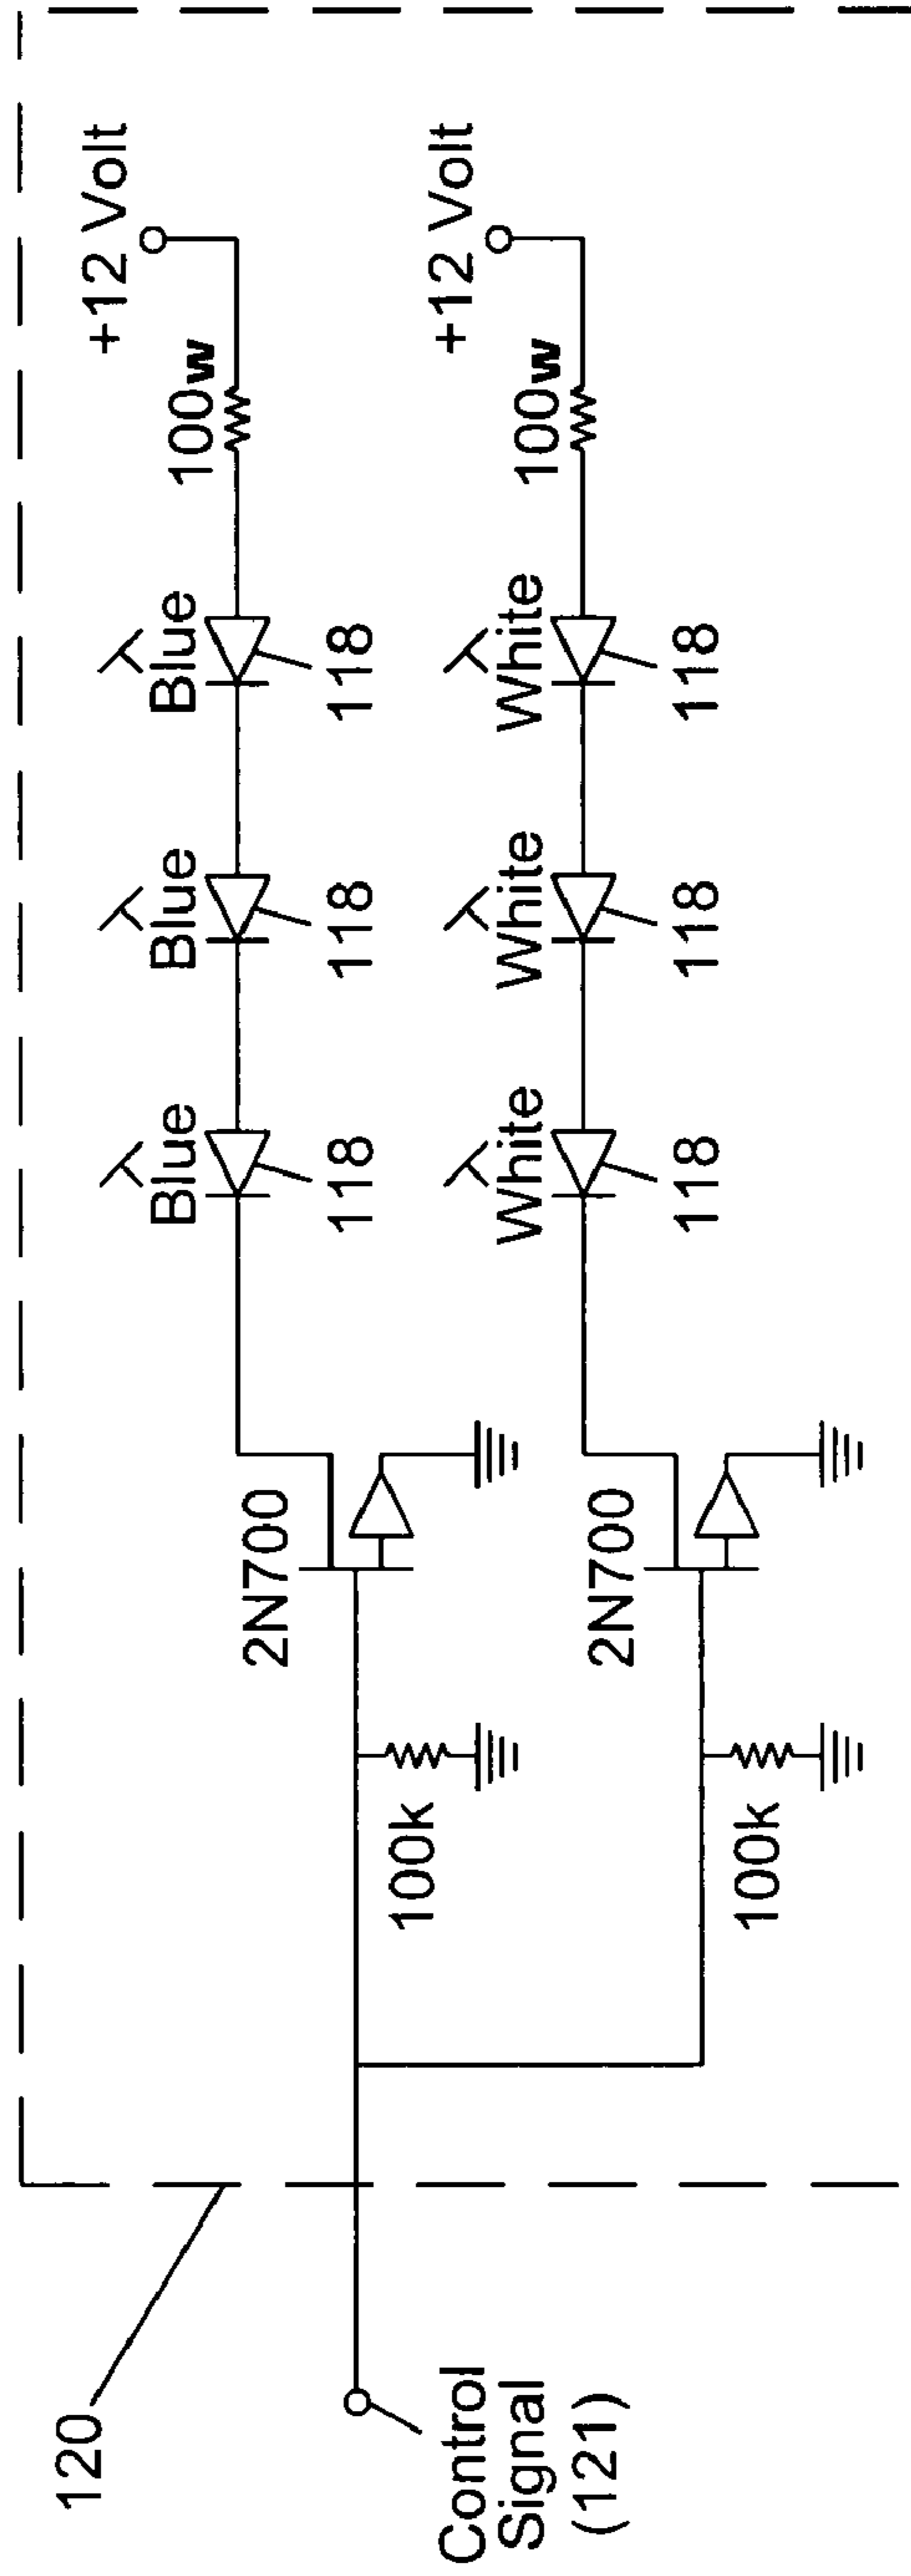 120
Control
Signal
(121)
2N700
100k
Blue
118
Blue
118
Blue
118
100w
+12 Volt
2N700
100k
White
118
White
118
White
118
100w
+12 Volt